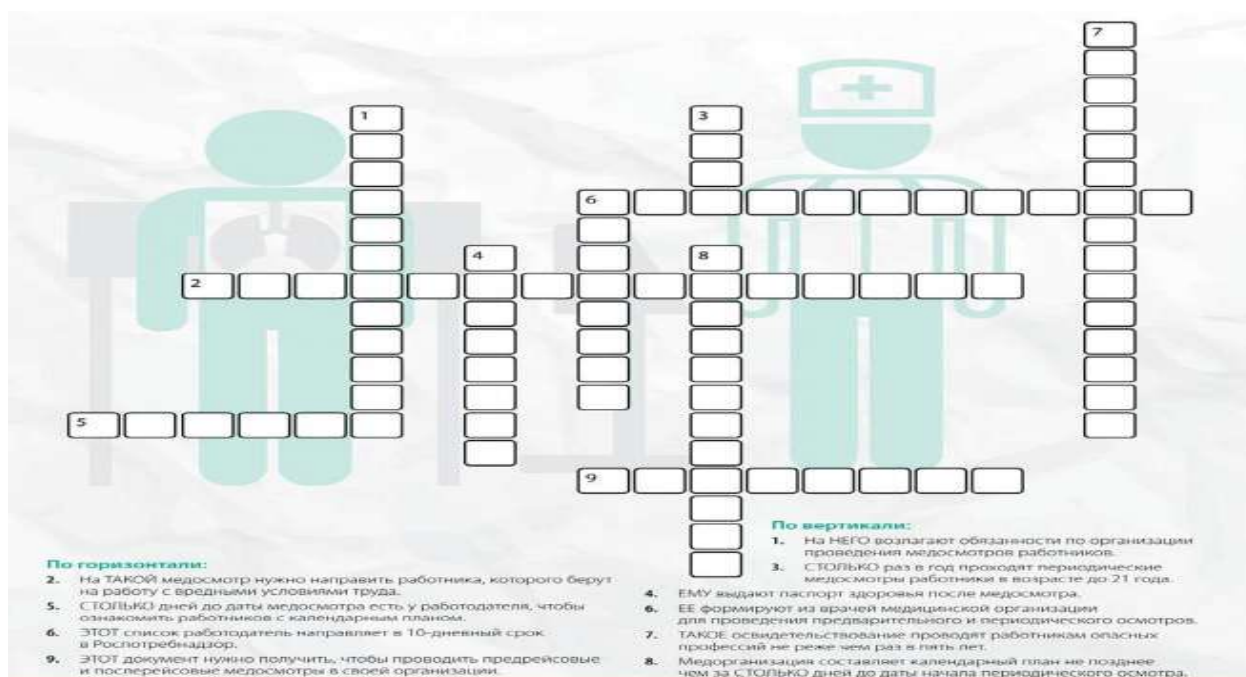 7
1
3
6
4
8
2
5
9
По вертикали:
1. На НЕГО возлагают обязанности по организации
проведения медосмотров работников.
3. СТОЛЬКО раз в год проходят периодические
медосмотры работники в возрасте до 21 года.
4. ЕМУ выдают паспорт здоровья после медосмотра.
6. ЕЕ формируют из врачей медицинской организации
для проведения предварительного и периодического осмотров.
7. ТАКОЕ освидетельствование проводят работникам опасных
профессий не реже чем раз в пять лет.
8. Медорганизация составляет календарный план не позднее
чем за СТОЛЬКО дней до даты начала периодического осмотра.
По горизонтали:
2. На ТАКОЙ медосмотр нужно направить работника, которого берут
на работу с вредными условиями труда.
5. СТОЛЬКО дней до даты медосмотра есть у работодателя, чтобы
ознакомить работников с календарным планом.
6. ЭТОТ список работодатель направляет в 10-дневный срок
в Роспотребнадзор.
9. ЭТОТ документ нужно получить, чтобы проводить предрейсовые
и послерейсовые медосмотры в своей организации.